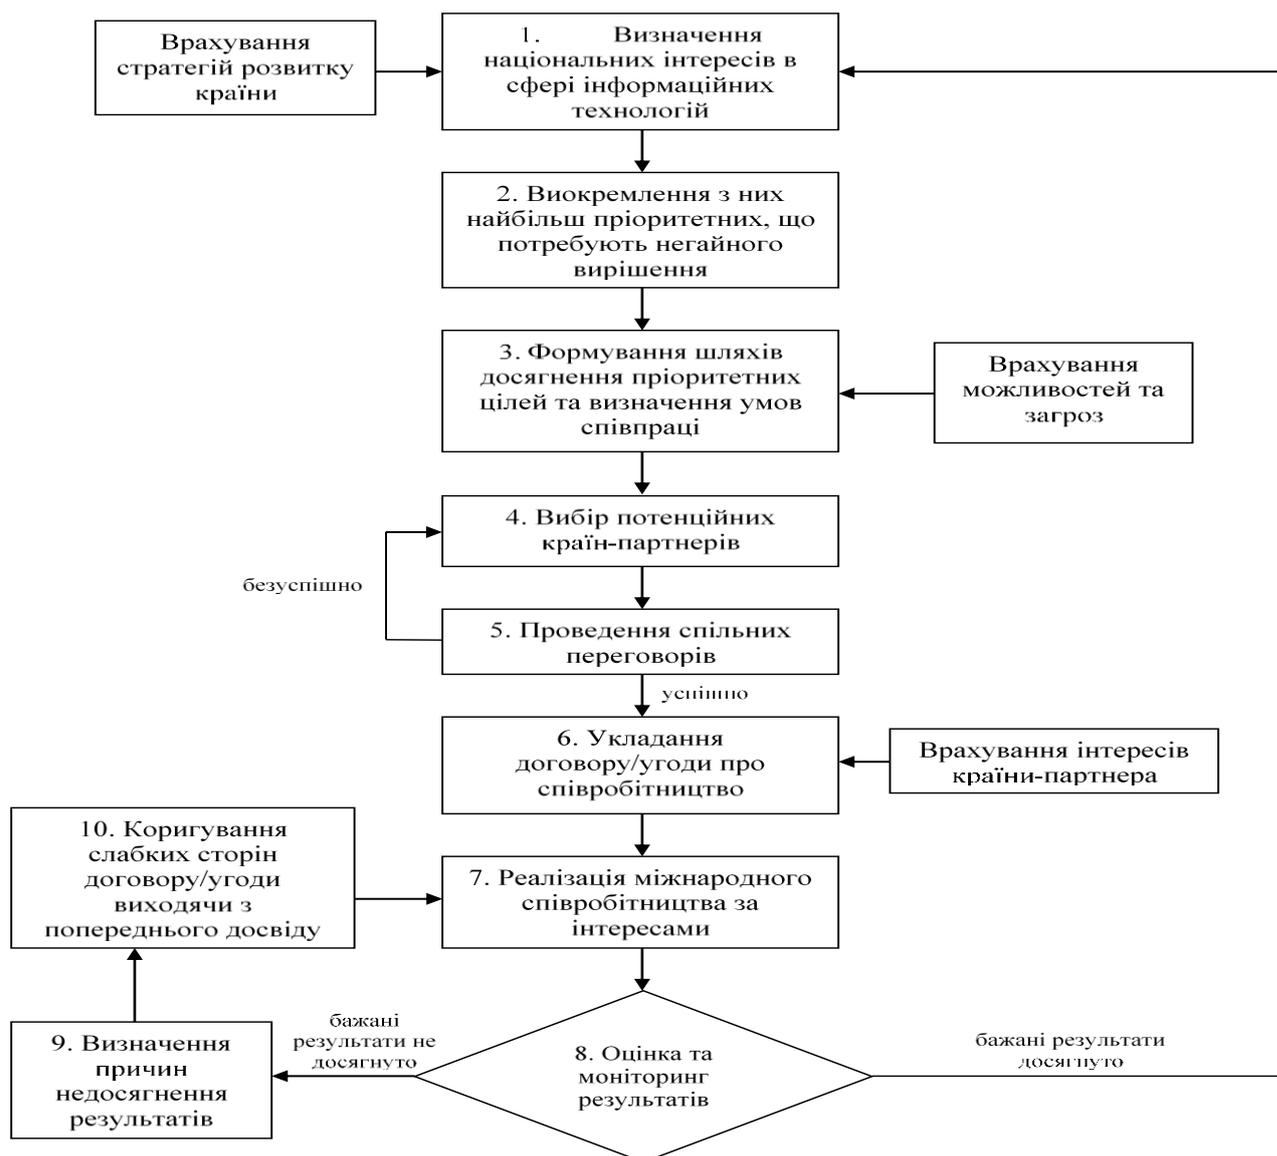 Врахування
стратегій розвитку
країни
1. Визначення
національних інтересів в
сфері інформаційних
технологій
2. Виокремлення з них
найбільш пріоритетних, що
потребують негайного
вирішення
3. Формування шляхів
досягнення пріоритетних
цілей та визначення умов
співпраці
Врахування
можливостей та
загроз
4. Вибір потенційних
країн-партнерів
безуспішно
5. Проведення спільних
переговорів
успішно
6. Укладання
договору/угоди про
співробітництво
Врахування інтересів
країни-партнера
10. Коригування
слабких сторін
договору/угоди
виходячи з
попереднього досвіду
7. Реалізація міжнародного
співробітництва за
інтересами
бажані
результати не
досягнуто
9. Визначення
причин
недосягнення
результатів
8. Оцінка та
моніторинг
результатів
бажані результати
досягнуто